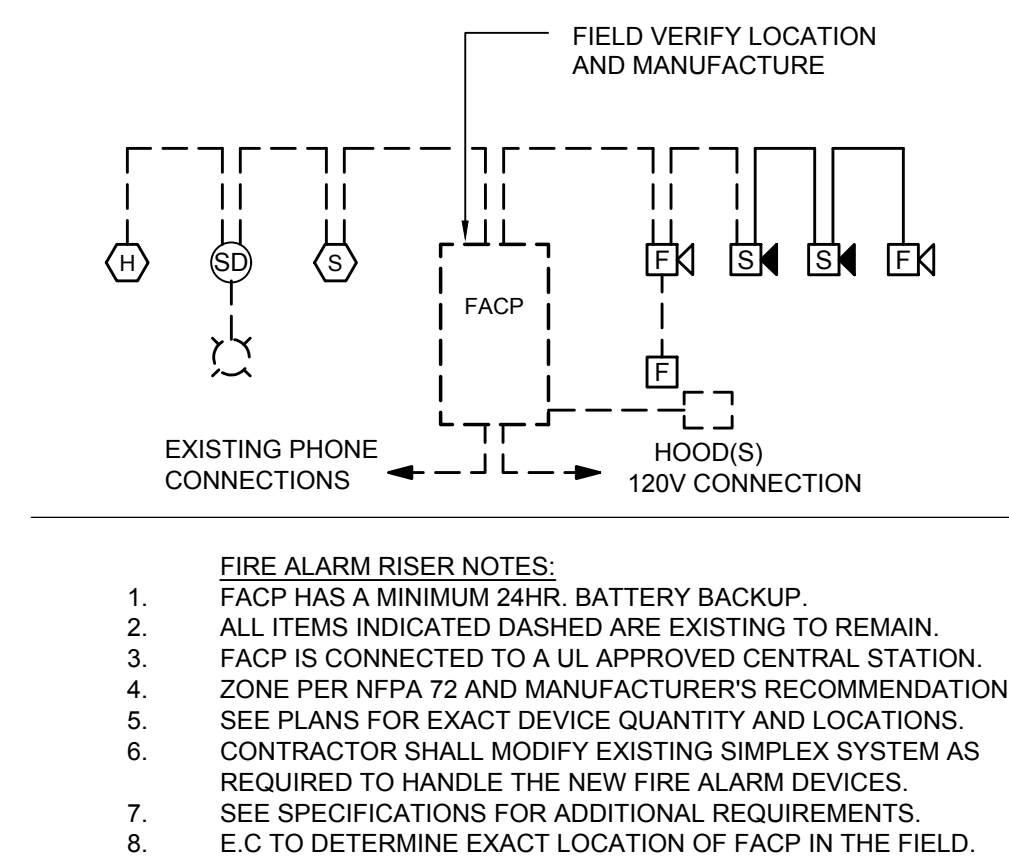 FIELD VERIFY LOCATION
AND MANUFACTURE
H
SD
S
F
S
S
F
FACP
F
EXISTING PHONE
CONNECTIONS
HOOD(S)
120V CONNECTION
FIRE ALARM RISER NOTES:
1. FACP HAS A MINIMUM 24HR. BATTERY BACKUP.
2. ALL ITEMS INDICATED DASHED ARE EXISTING TO REMAIN.
3. FACP IS CONNECTED TO A UL APPROVED CENTRAL STATION.
4. ZONE PER NFPA 72 AND MANUFACTURER'S RECOMMENDATION
5. SEE PLANS FOR EXACT DEVICE QUANTITY AND LOCATIONS.
6. CONTRACTOR SHALL MODIFY EXISTING SIMPLEX SYSTEM AS
REQUIRED TO HANDLE THE NEW FIRE ALARM DEVICES.
7. SEE SPECIFICATIONS FOR ADDITIONAL REQUIREMENTS.
8. E.C TO DETERMINE EXACT LOCATION OF FACP IN THE FIELD.